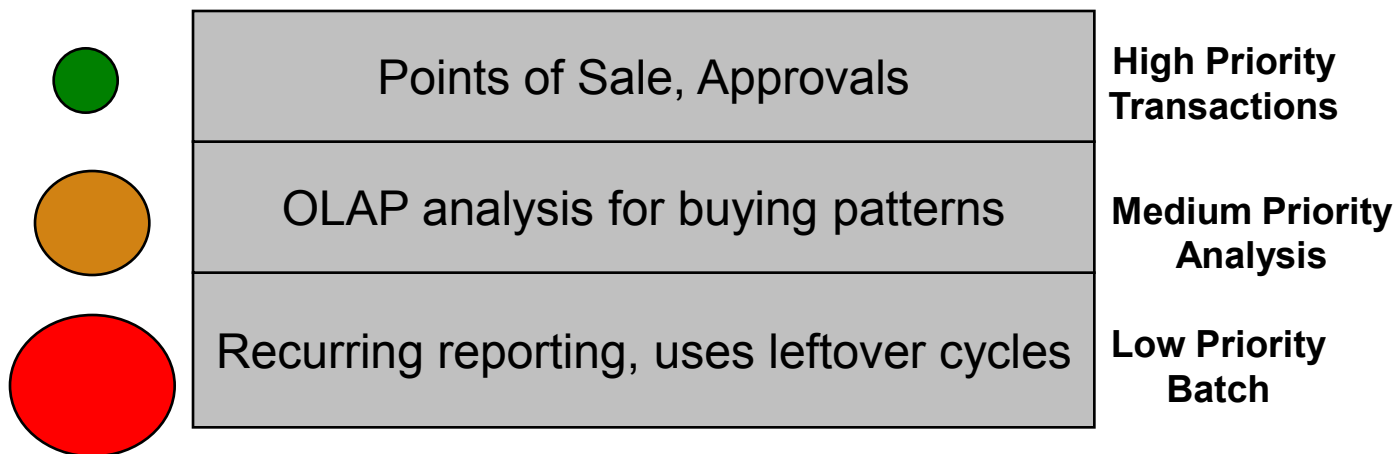 Points of Sale, Approvals
High Priority
Transactions
OLAP analysis for buying patterns
Medium Priority
Analysis
Recurring reporting, uses leftover cycles
Low Priority
Batch